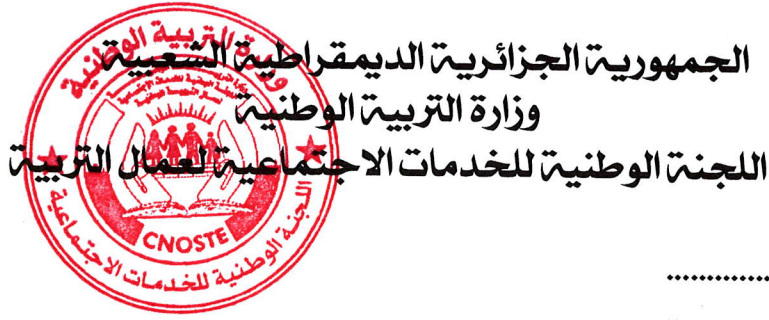 الجمهورية الجزائرية الديمقراطية الشعبية
وزارة التربية الوطنية
اللجنة الوطنية للخدمات الاجتماعية لعمال التربية
وزارة التربية الوطنية
CNOSTE
اللجنة الوطنية للخدمات الاجتماعية
..............